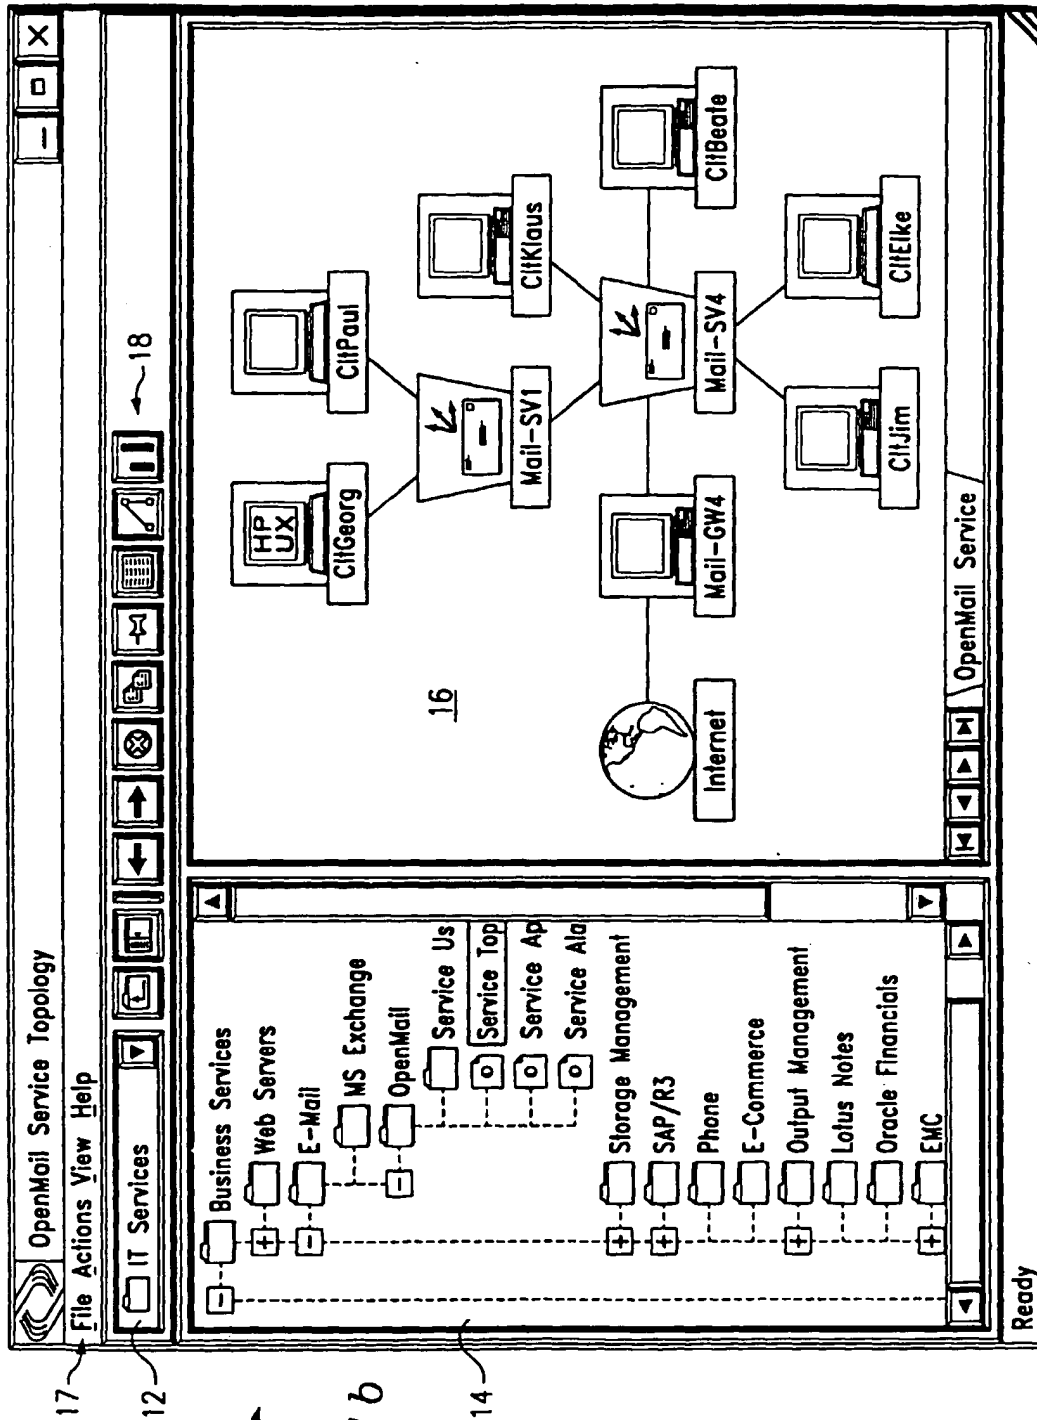 OpenMail Service Topology
File Actions View Help
17
IT Services
12
18
Business Services
Web Servers
E-Mail
MS Exchange
OpenMail
Service Us
Service Top
Service Ap
Service Ala
Storage Management
SAP/R3
Phone
E-Commerce
Output Management
Lotus Notes
Oracle Financials
EMC
14
HP
UX
CltGeorg
CltPaul
Mail-SV1
CltKlaus
16
Internet
Mail-GW4
Mail-SV4
CltBeate
CltJim
CltElke
OpenMail Service
Ready